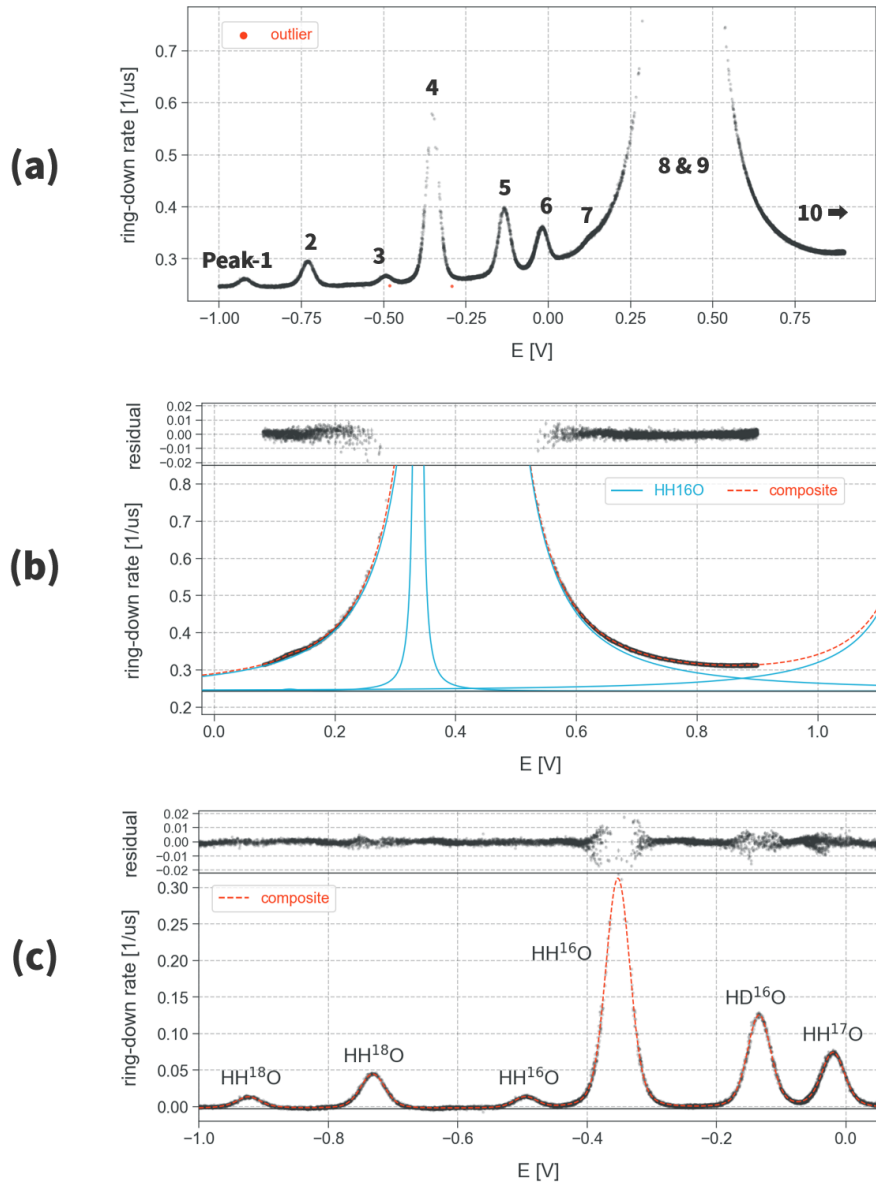 (a)
ring-down rate [1/us]
0.7
0.6
0.5
0.4
0.3
outlier
Peak-1
2
3
4
5
6
7
8 & 9
10 ➡
−1.00 −0.75 −0.50 −0.25 0.00 0.25 0.50 0.75
E [V]
(b)
residual
0.02
0.01
0.00
−0.01
−0.02
ring-down rate [1/us]
0.8
0.7
0.6
0.5
0.4
0.3
0.2
HH16O composite
0.0 0.2 0.4 0.6 0.8 1.0
E [V]
(c)
residual
0.02
0.01
0.00
−0.01
−0.02
ring-down rate [1/us]
0.30
0.25
0.20
0.15
0.10
0.05
0.00
composite
HH¹⁸O
HH¹⁸O
HH¹⁶O
HH¹⁶O
HD¹⁶O
HH¹⁷O
−1.0 −0.8 −0.6 −0.4 −0.2 0.0
E [V]